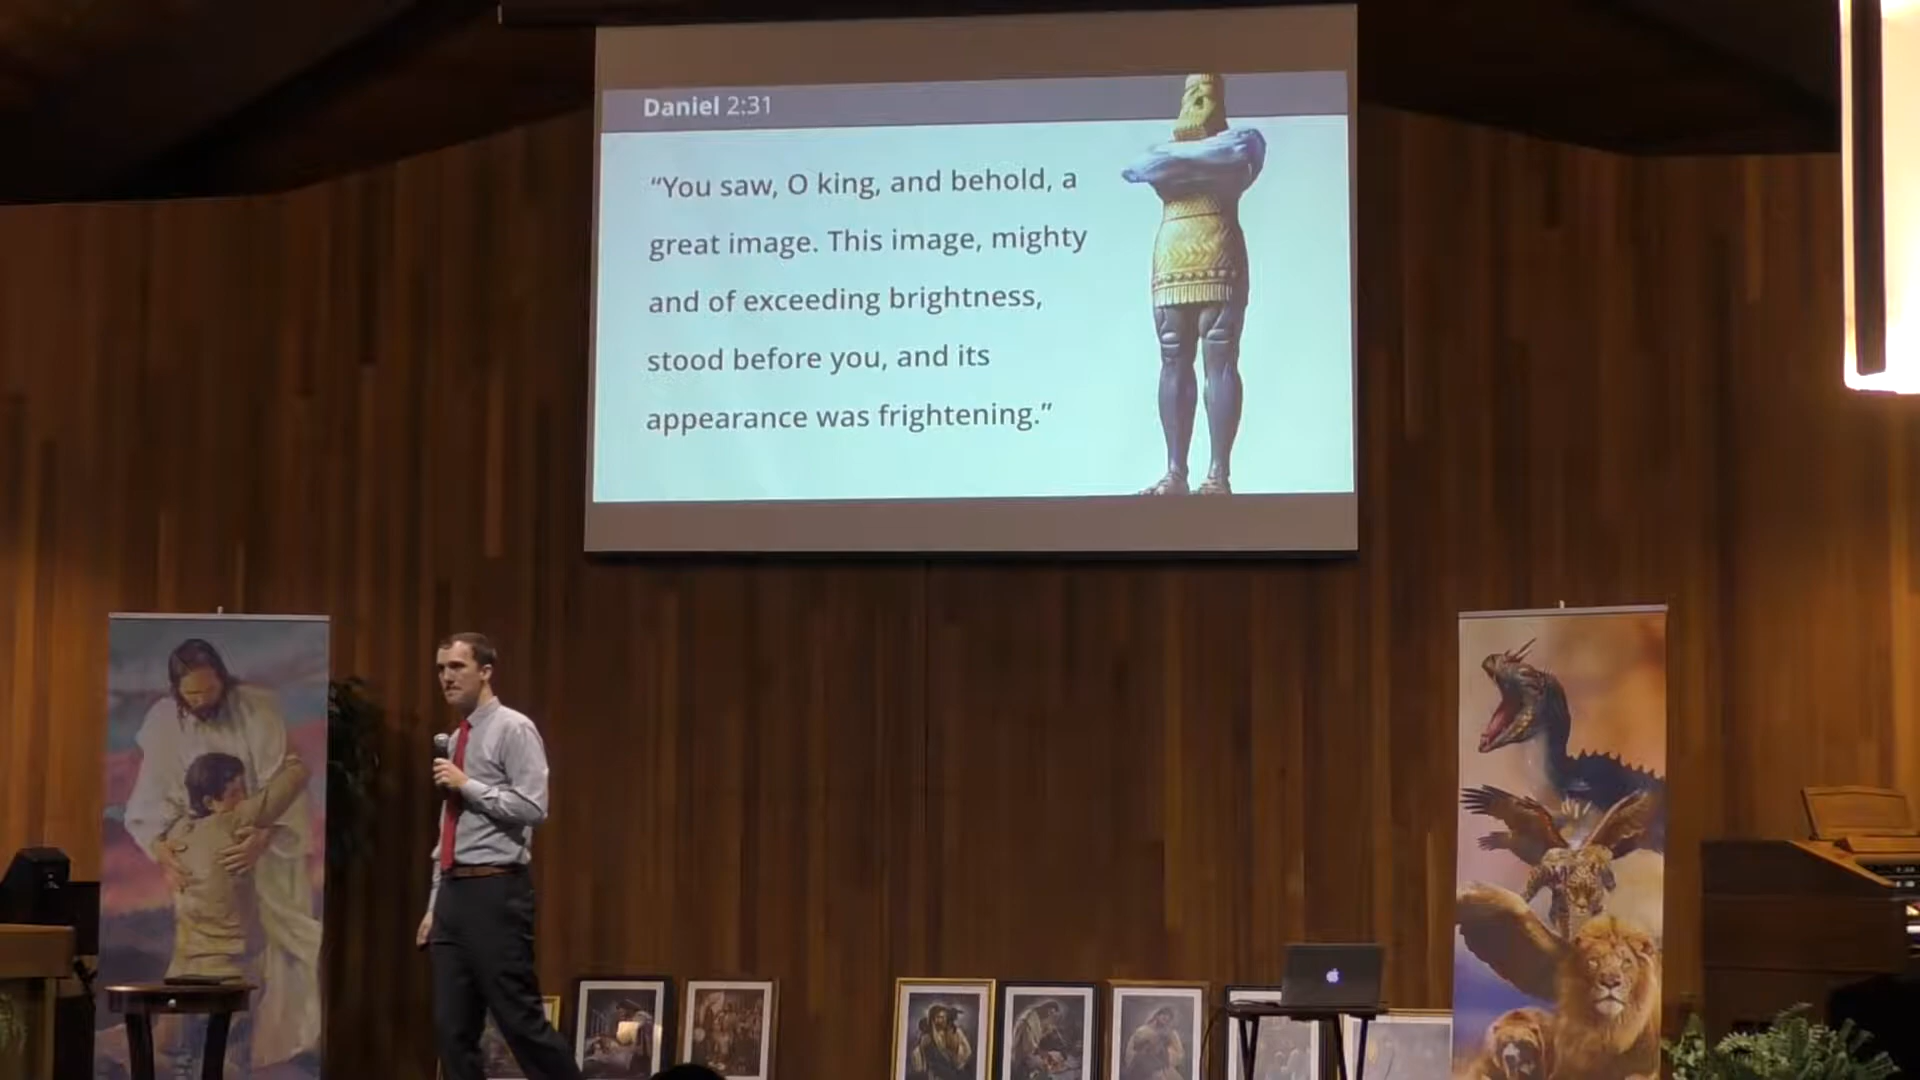 Daniel 2:31
“You saw, O king, and behold, a
great image. This image, mighty
and of exceeding brightness,
stood before you, and its
appearance was frightening.”